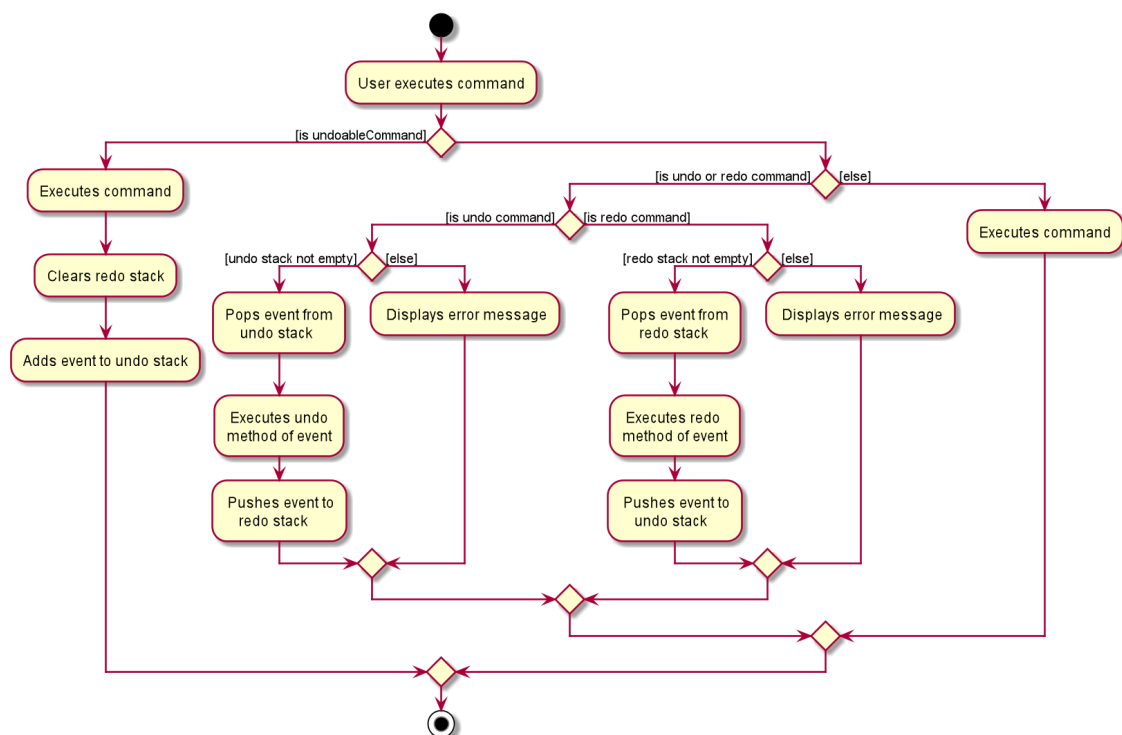 User executes command
[is undoableCommand]
Executes command
Clears redo stack
Adds event to undo stack
[is undo or redo command]
[else]
[is undo command]
[is redo command]
[undo stack not empty]
[else]
Pops event from
undo stack
Executes undo
method of event
Pushes event to
redo stack
Displays error message
[redo stack not empty]
[else]
Pops event from
redo stack
Executes redo
method of event
Pushes event to
undo stack
Displays error message
Executes command